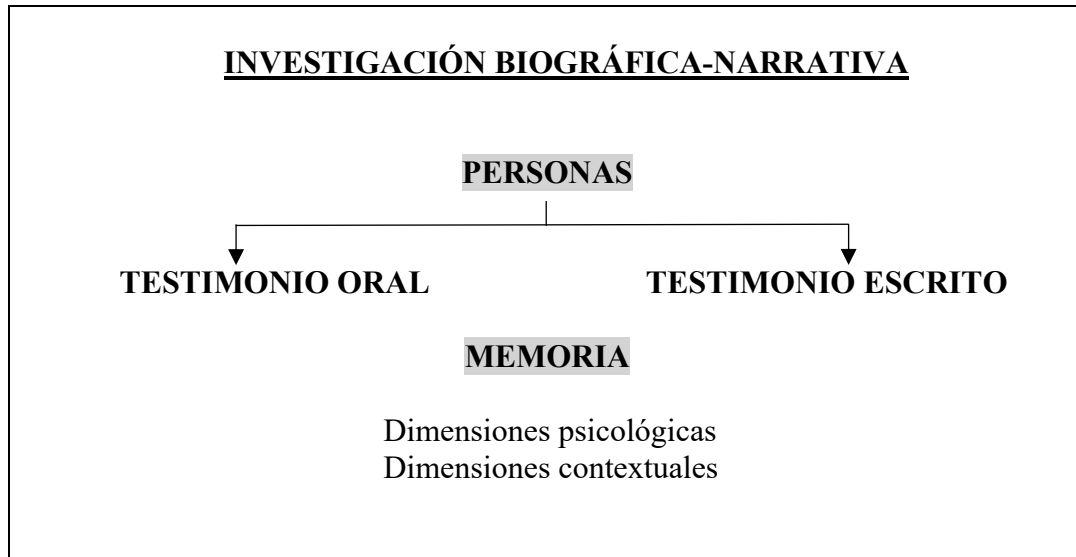 INVESTIGACIÓN BIOGRÁFICA-NARRATIVA
PERSONAS
TESTIMONIO ORAL
TESTIMONIO ESCRITO
MEMORIA
Dimensiones psicológicas
Dimensiones contextuales